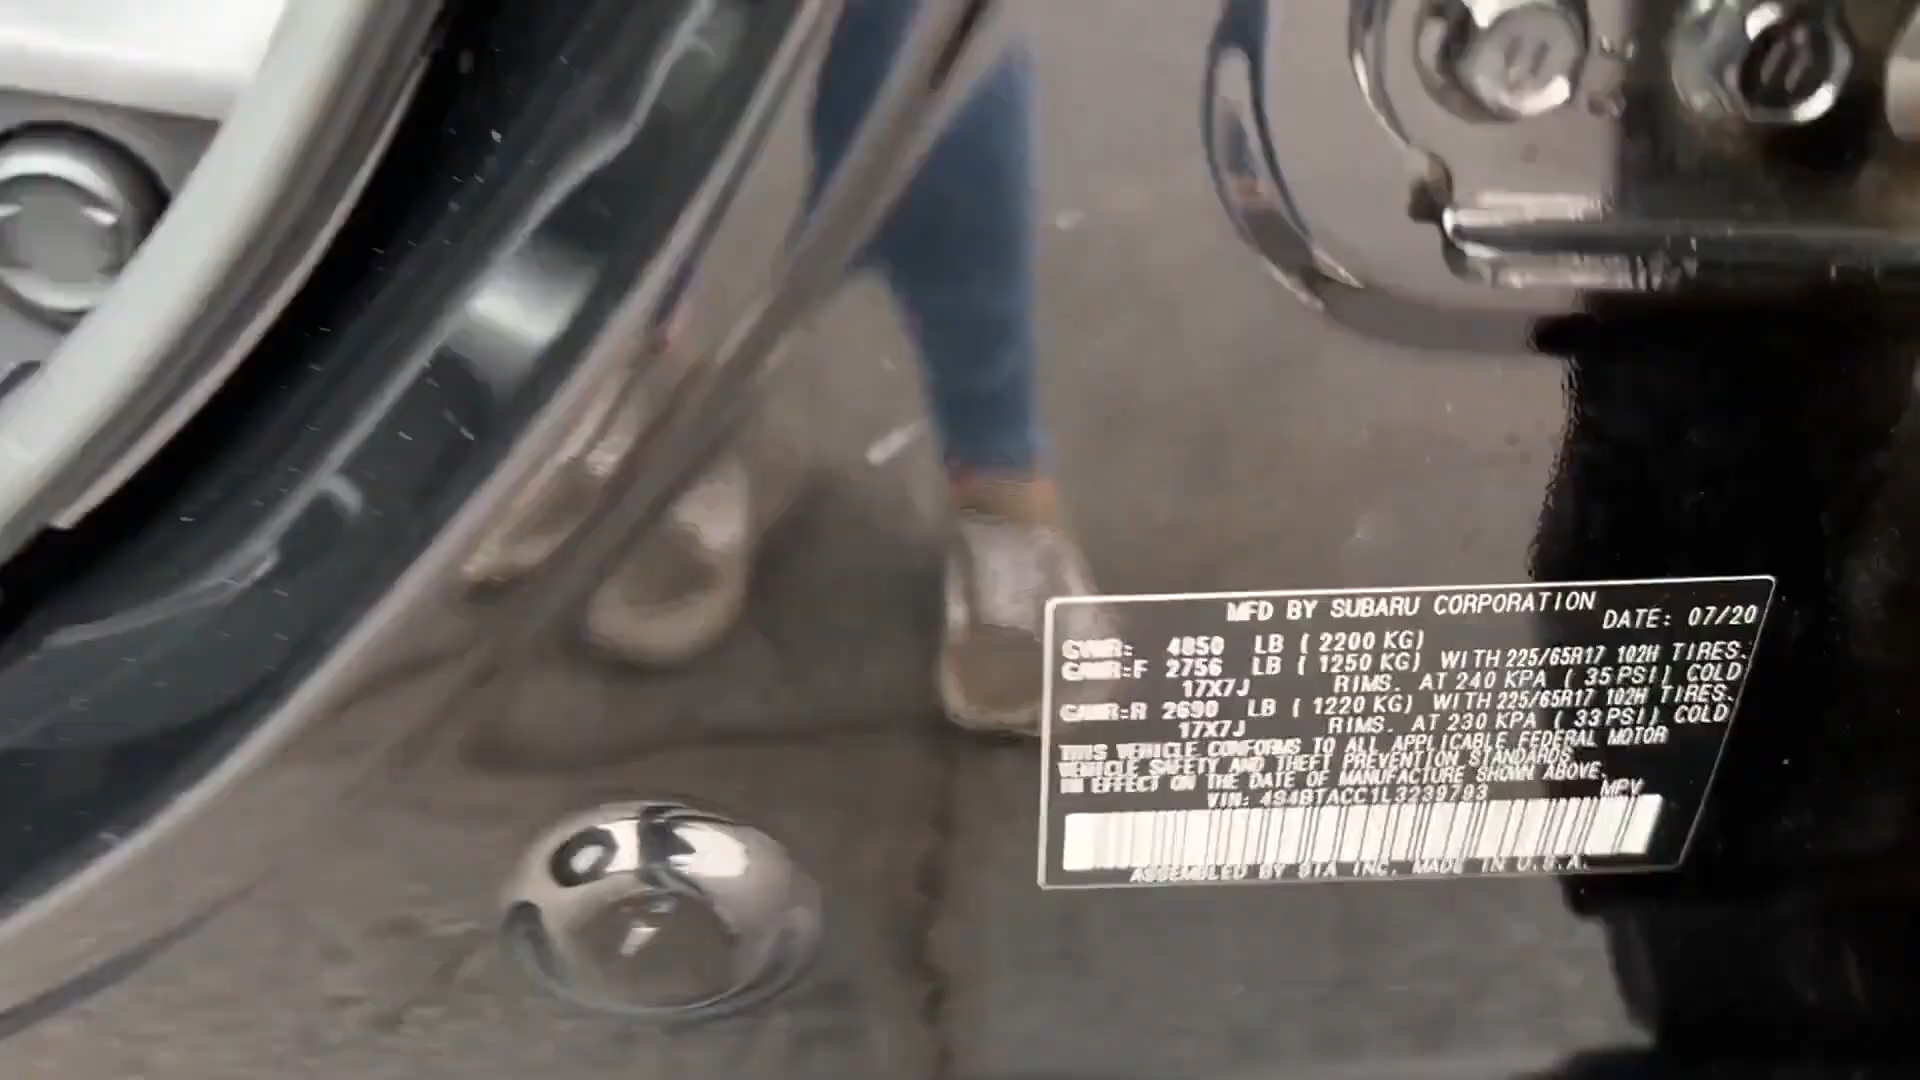 MFD BY SUBARU CORPORATION DATE: 07/20
GVWR: 4850 LB ( 2200 KG)
GAWR:F 2756 LB ( 1250 KG) WITH 225/65R17 102H TIRES.
17X7J RIMS. AT 240 KPA ( 35 PSI) COLD
GAWR:R 2690 LB ( 1220 KG) WITH 225/65R17 102H TIRES.
17X7J RIMS. AT 230 KPA ( 33 PSI) COLD
THIS VEHICLE CONFORMS TO ALL APPLICABLE FEDERAL MOTOR
VEHICLE SAFETY AND THEFT PREVENTION STANDARDS
IN EFFECT ON THE DATE OF MANUFACTURE SHOWN ABOVE.
VIN: 4S4BTACC1L3239793 MPV
ASSEMBLED BY SIA INC. MADE IN U.S.A.